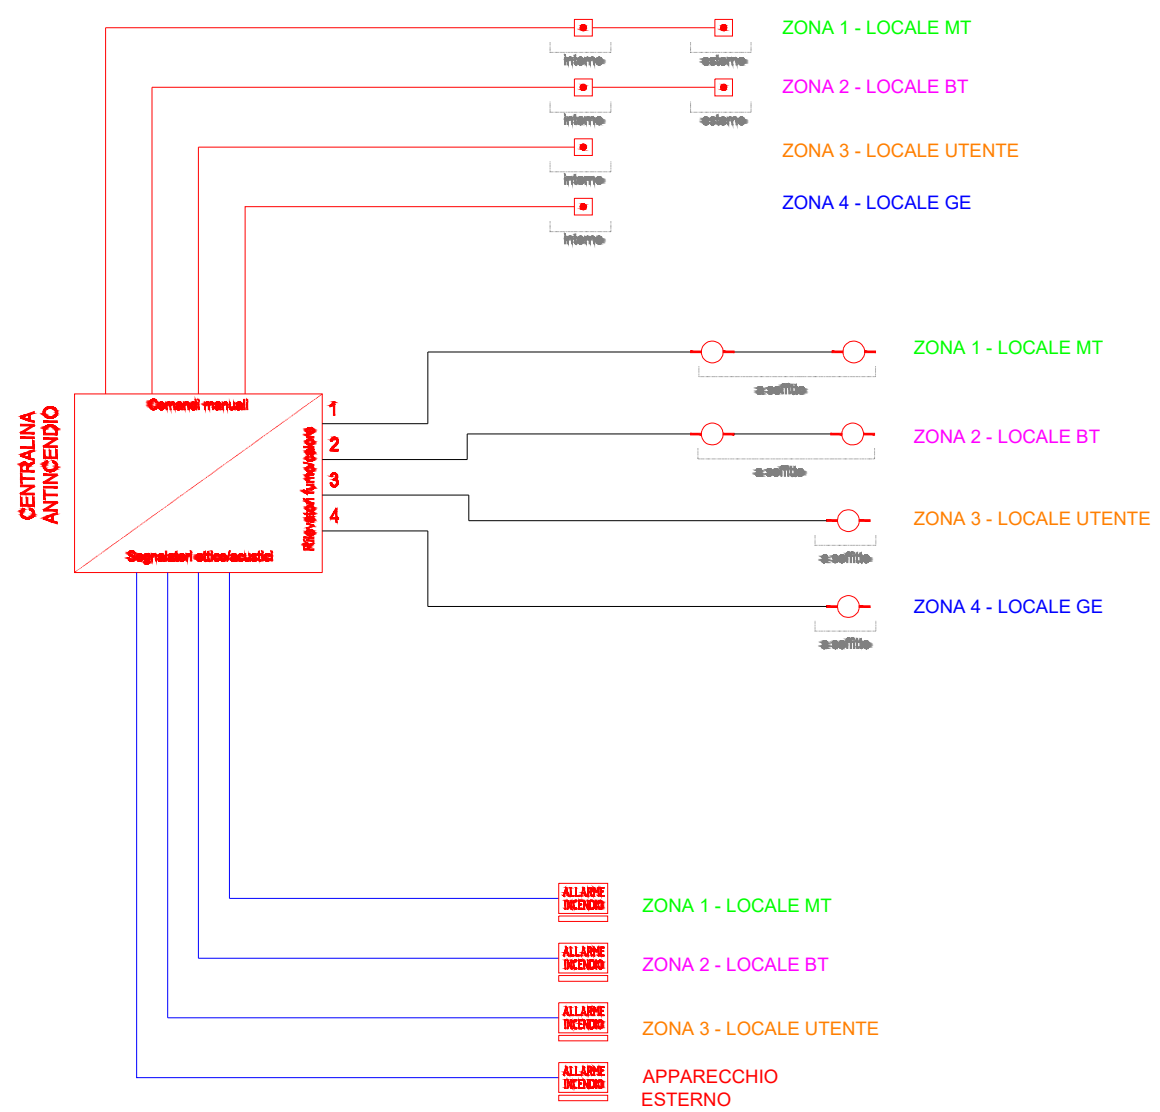 ZONA 1 - LOCALE MT
interno
esterno
ZONA 2 - LOCALE BT
interno
esterno
ZONA 3 - LOCALE UTENTE
interno
ZONA 4 - LOCALE GE
interno
ZONA 1 - LOCALE MT
a soffitto
CENTRALINA
ANTINCENDIO
Comandi manuali
1
2
3
4
Rilevatori fumo/calore
Segnalatori ottico/acustici
ZONA 2 - LOCALE BT
a soffitto
ZONA 3 - LOCALE UTENTE
a soffitto
ZONA 4 - LOCALE GE
a soffitto
ALLARME
INCENDIO
ZONA 1 - LOCALE MT
ALLARME
INCENDIO
ZONA 2 - LOCALE BT
ALLARME
INCENDIO
ZONA 3 - LOCALE UTENTE
ALLARME
INCENDIO
APPARECCHIO
ESTERNO